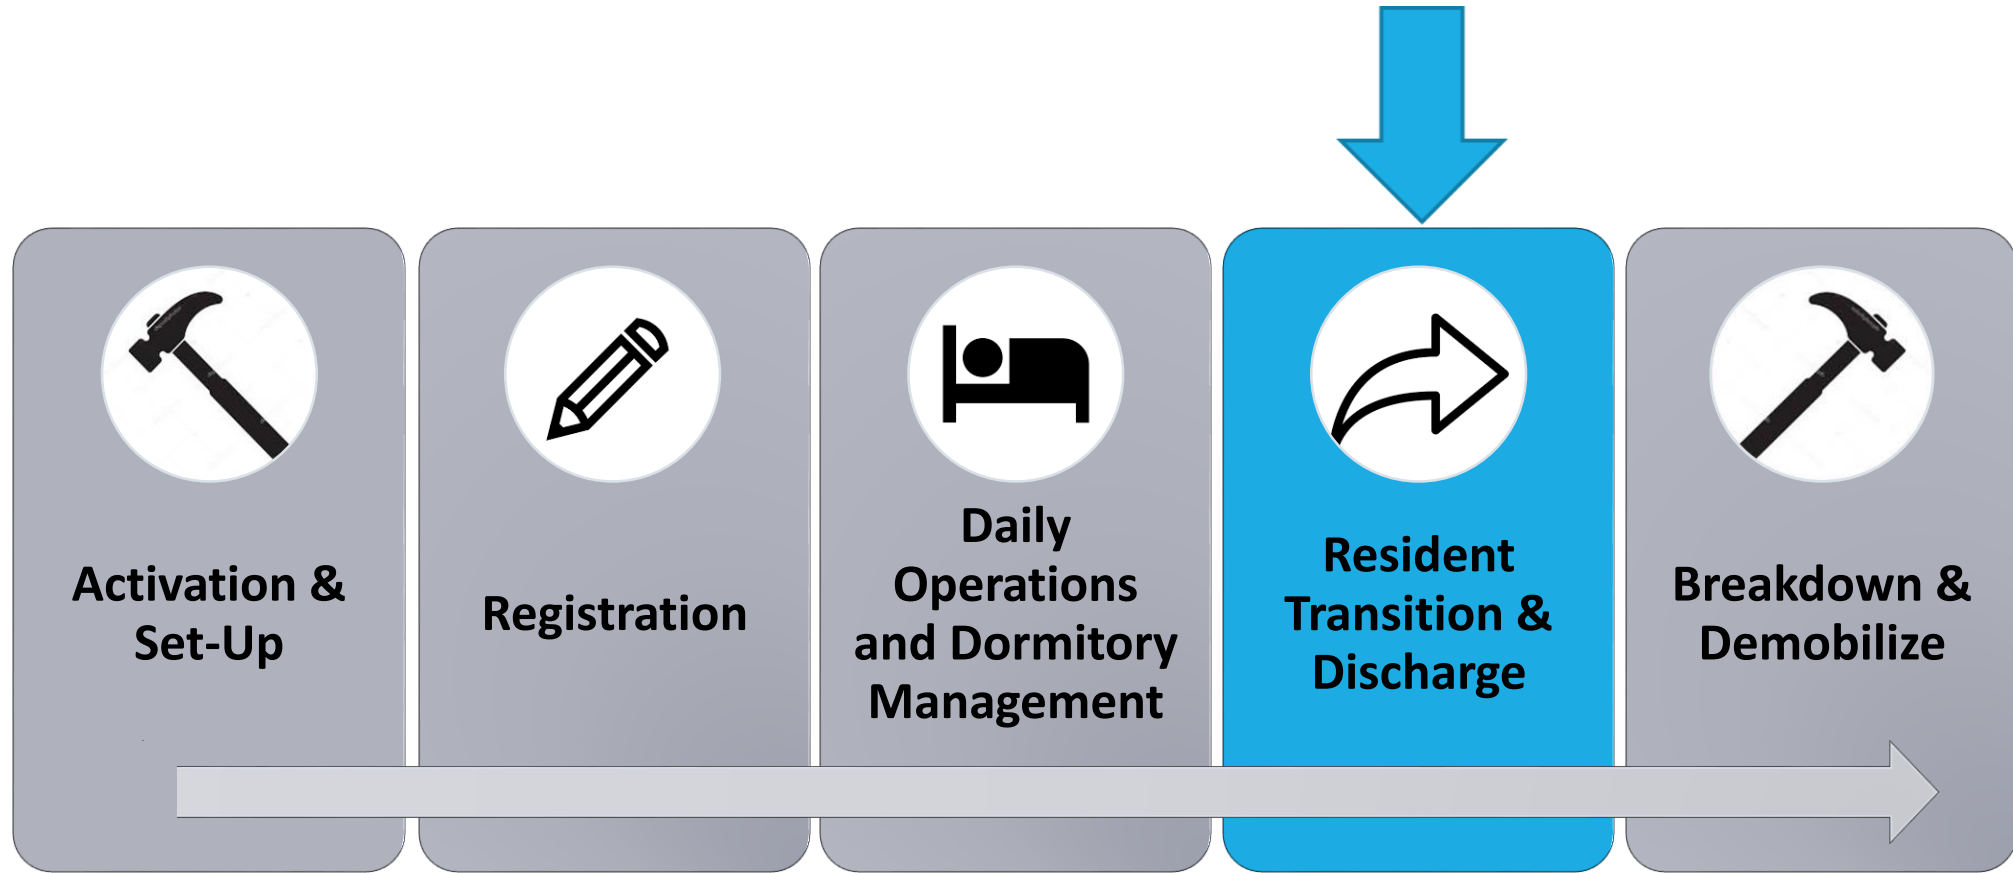 Activation &
Set-Up
Registration
Daily
Operations
and Dormitory
Management
Resident
Transition &
Discharge
Breakdown &
Demobilize